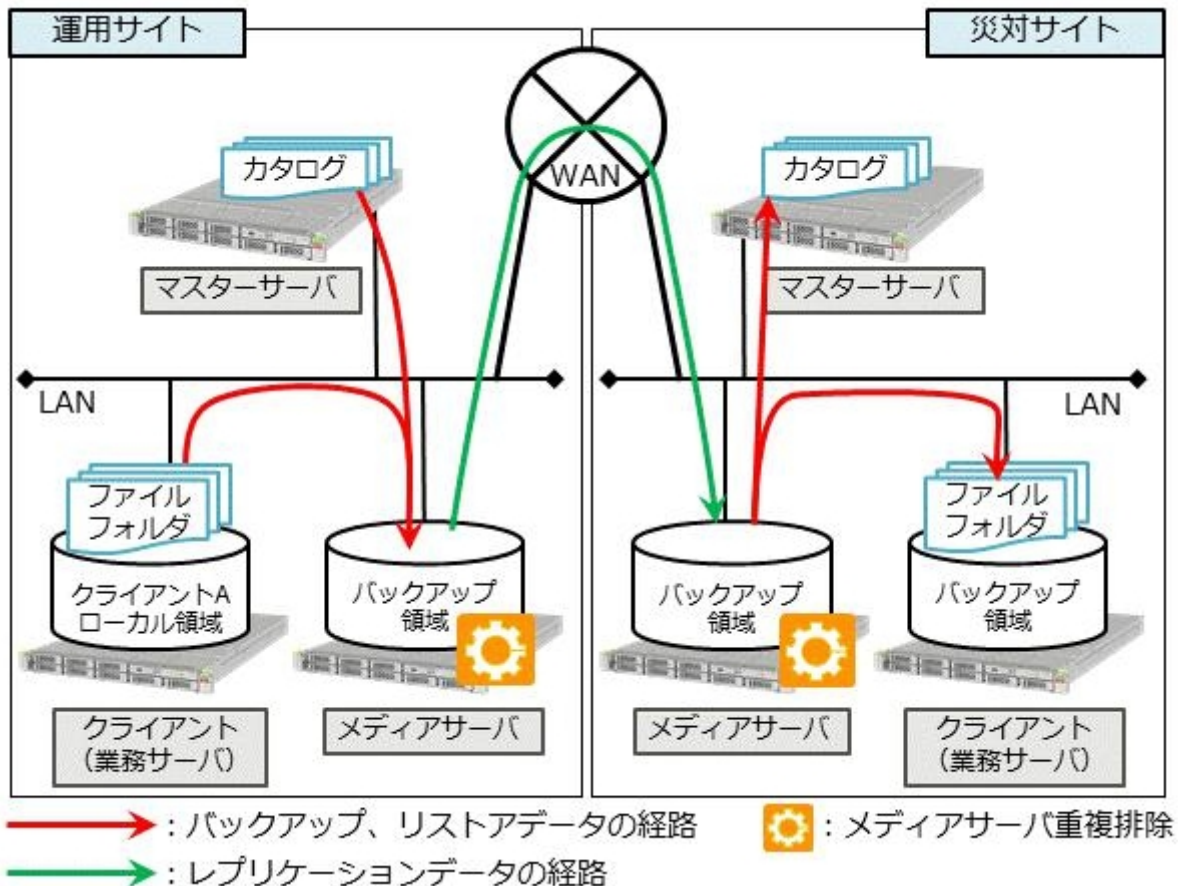 運用サイト
災対サイト
WAN
カタログ
カタログ
マスターサーバ
マスターサーバ
LAN
LAN
ファイル
フォルダ
クライアントA
ローカル領域
バックアップ
領域
バックアップ
領域
ファイル
フォルダ
バックアップ
領域
クライアント
（業務サーバ）
メディアサーバ
メディアサーバ
クライアント
（業務サーバ）
：バックアップ、リストアデータの経路
：メディアサーバ重複排除
：レプリケーションデータの経路